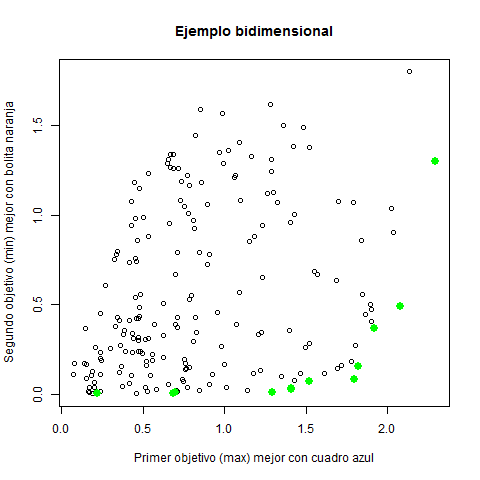 Ejemplo bidimensional
Segundo objetivo (min) mejor con bolita naranja
1.5
1.0
0.5
0.0
0.0 0.5 1.0 1.5 2.0
Primer objetivo (max) mejor con cuadro azul